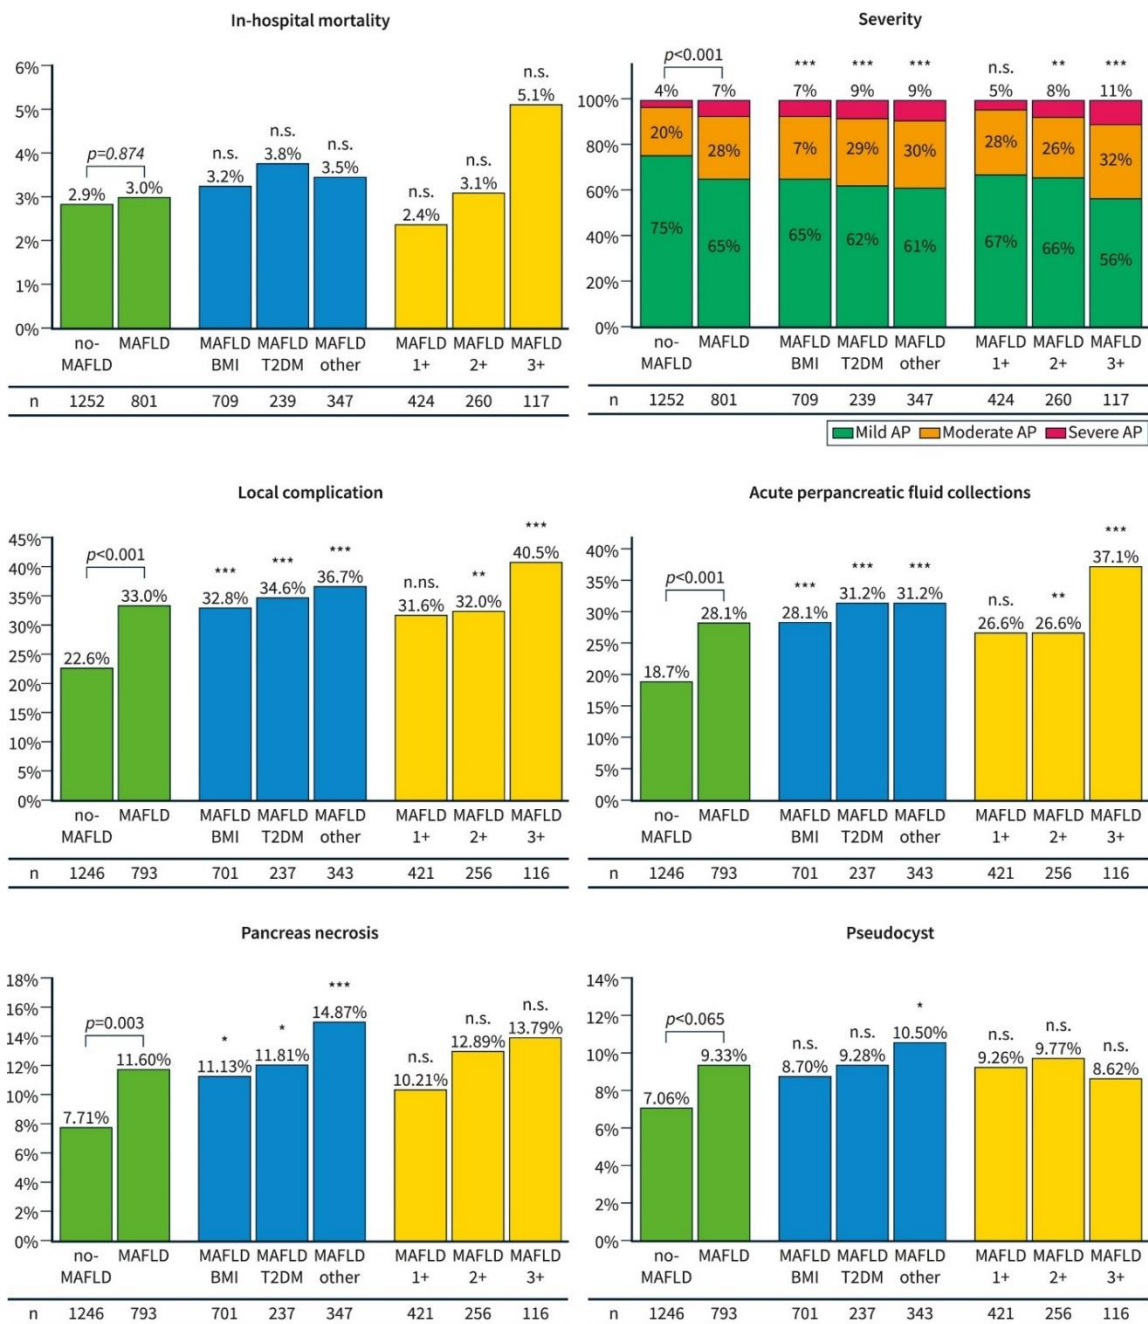 In-hospital mortality
6%
5%
4%
3%
2%
1%
0%
p=0.874
2.9%
3.0%
n.s.
3.2%
n.s.
3.8%
n.s.
3.5%
n.s.
2.4%
n.s.
3.1%
n.s.
5.1%
no-MAFLD MAFLD MAFLD BMI MAFLD T2DM MAFLD other MAFLD 1+ MAFLD 2+ MAFLD 3+
n 1252 801 709 239 347 424 260 117
Severity
p<0.001 *** *** *** n.s. ** ***
4% 7% 7% 9% 9% 5% 8% 11%
100%
80%
60%
40%
20%
0%
20% 28% 7% 29% 30% 28% 26% 32%
75% 65% 65% 62% 61% 67% 66% 56%
no-MAFLD MAFLD MAFLD BMI MAFLD T2DM MAFLD other MAFLD 1+ MAFLD 2+ MAFLD 3+
n 1252 801 709 239 347 424 260 117
Mild AP Moderate AP Severe AP
Local complication
45%
40%
35%
30%
25%
20%
15%
10%
5%
0%
p<0.001
22.6%
33.0%
***
32.8%
***
34.6%
***
36.7%
n.ns.
31.6%
**
32.0%
***
40.5%
no-MAFLD MAFLD MAFLD BMI MAFLD T2DM MAFLD other MAFLD 1+ MAFLD 2+ MAFLD 3+
n 1246 793 701 237 343 421 256 116
Acute perpancreatic fluid collections
40%
35%
30%
25%
20%
15%
10%
5%
0%
p<0.001
18.7%
28.1%
***
28.1%
***
31.2%
***
31.2%
n.s.
26.6%
**
26.6%
***
37.1%
no-MAFLD MAFLD MAFLD BMI MAFLD T2DM MAFLD other MAFLD 1+ MAFLD 2+ MAFLD 3+
n 1246 793 701 237 343 421 256 116
Pancreas necrosis
18%
16%
14%
12%
10%
8%
6%
4%
2%
0%
p=0.003
7.71%
11.60%
*
11.13%
*
11.81%
***
14.87%
n.s.
10.21%
n.s.
12.89%
n.s.
13.79%
no-MAFLD MAFLD MAFLD BMI MAFLD T2DM MAFLD other MAFLD 1+ MAFLD 2+ MAFLD 3+
n 1246 793 701 237 347 421 256 116
Pseudocyst
14%
12%
10%
8%
6%
4%
2%
0%
p<0.065
7.06%
9.33%
n.s.
8.70%
n.s.
9.28%
*
10.50%
n.s.
9.26%
n.s.
9.77%
n.s.
8.62%
no-MAFLD MAFLD MAFLD BMI MAFLD T2DM MAFLD other MAFLD 1+ MAFLD 2+ MAFLD 3+
n 1246 793 701 237 343 421 256 116